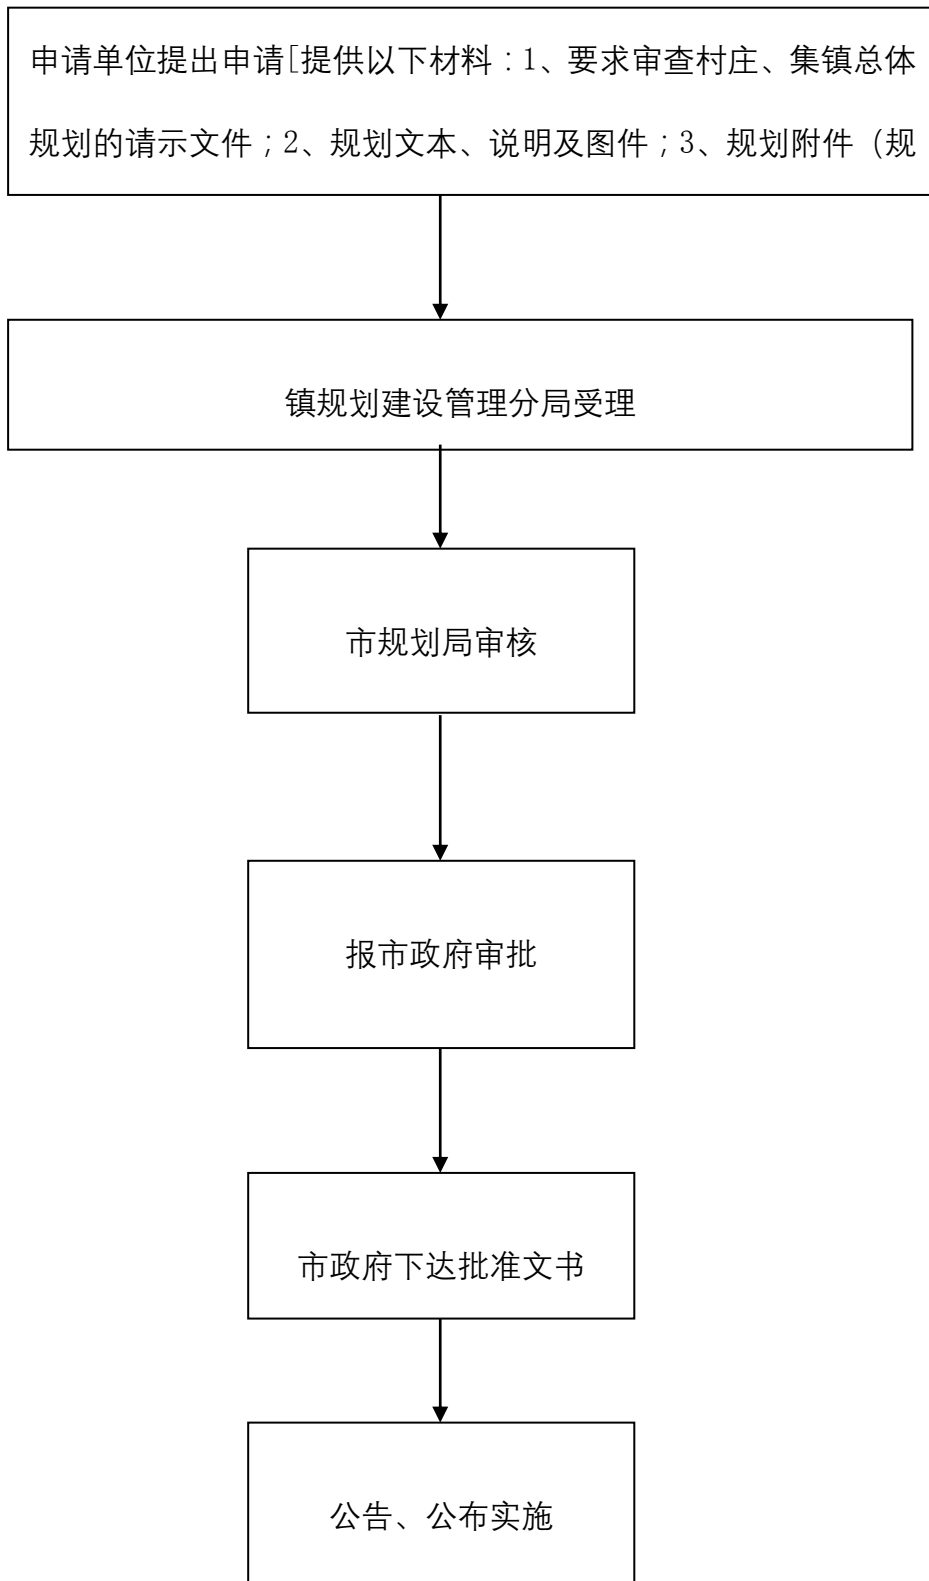 申请单位提出申请[提供以下材料：1、要求审查村庄、集镇总体
规划的请示文件；2、规划文本、说明及图件；3、规划附件（规
镇规划建设管理分局受理
市规划局审核
报市政府审批
市政府下达批准文书
公告、公布实施